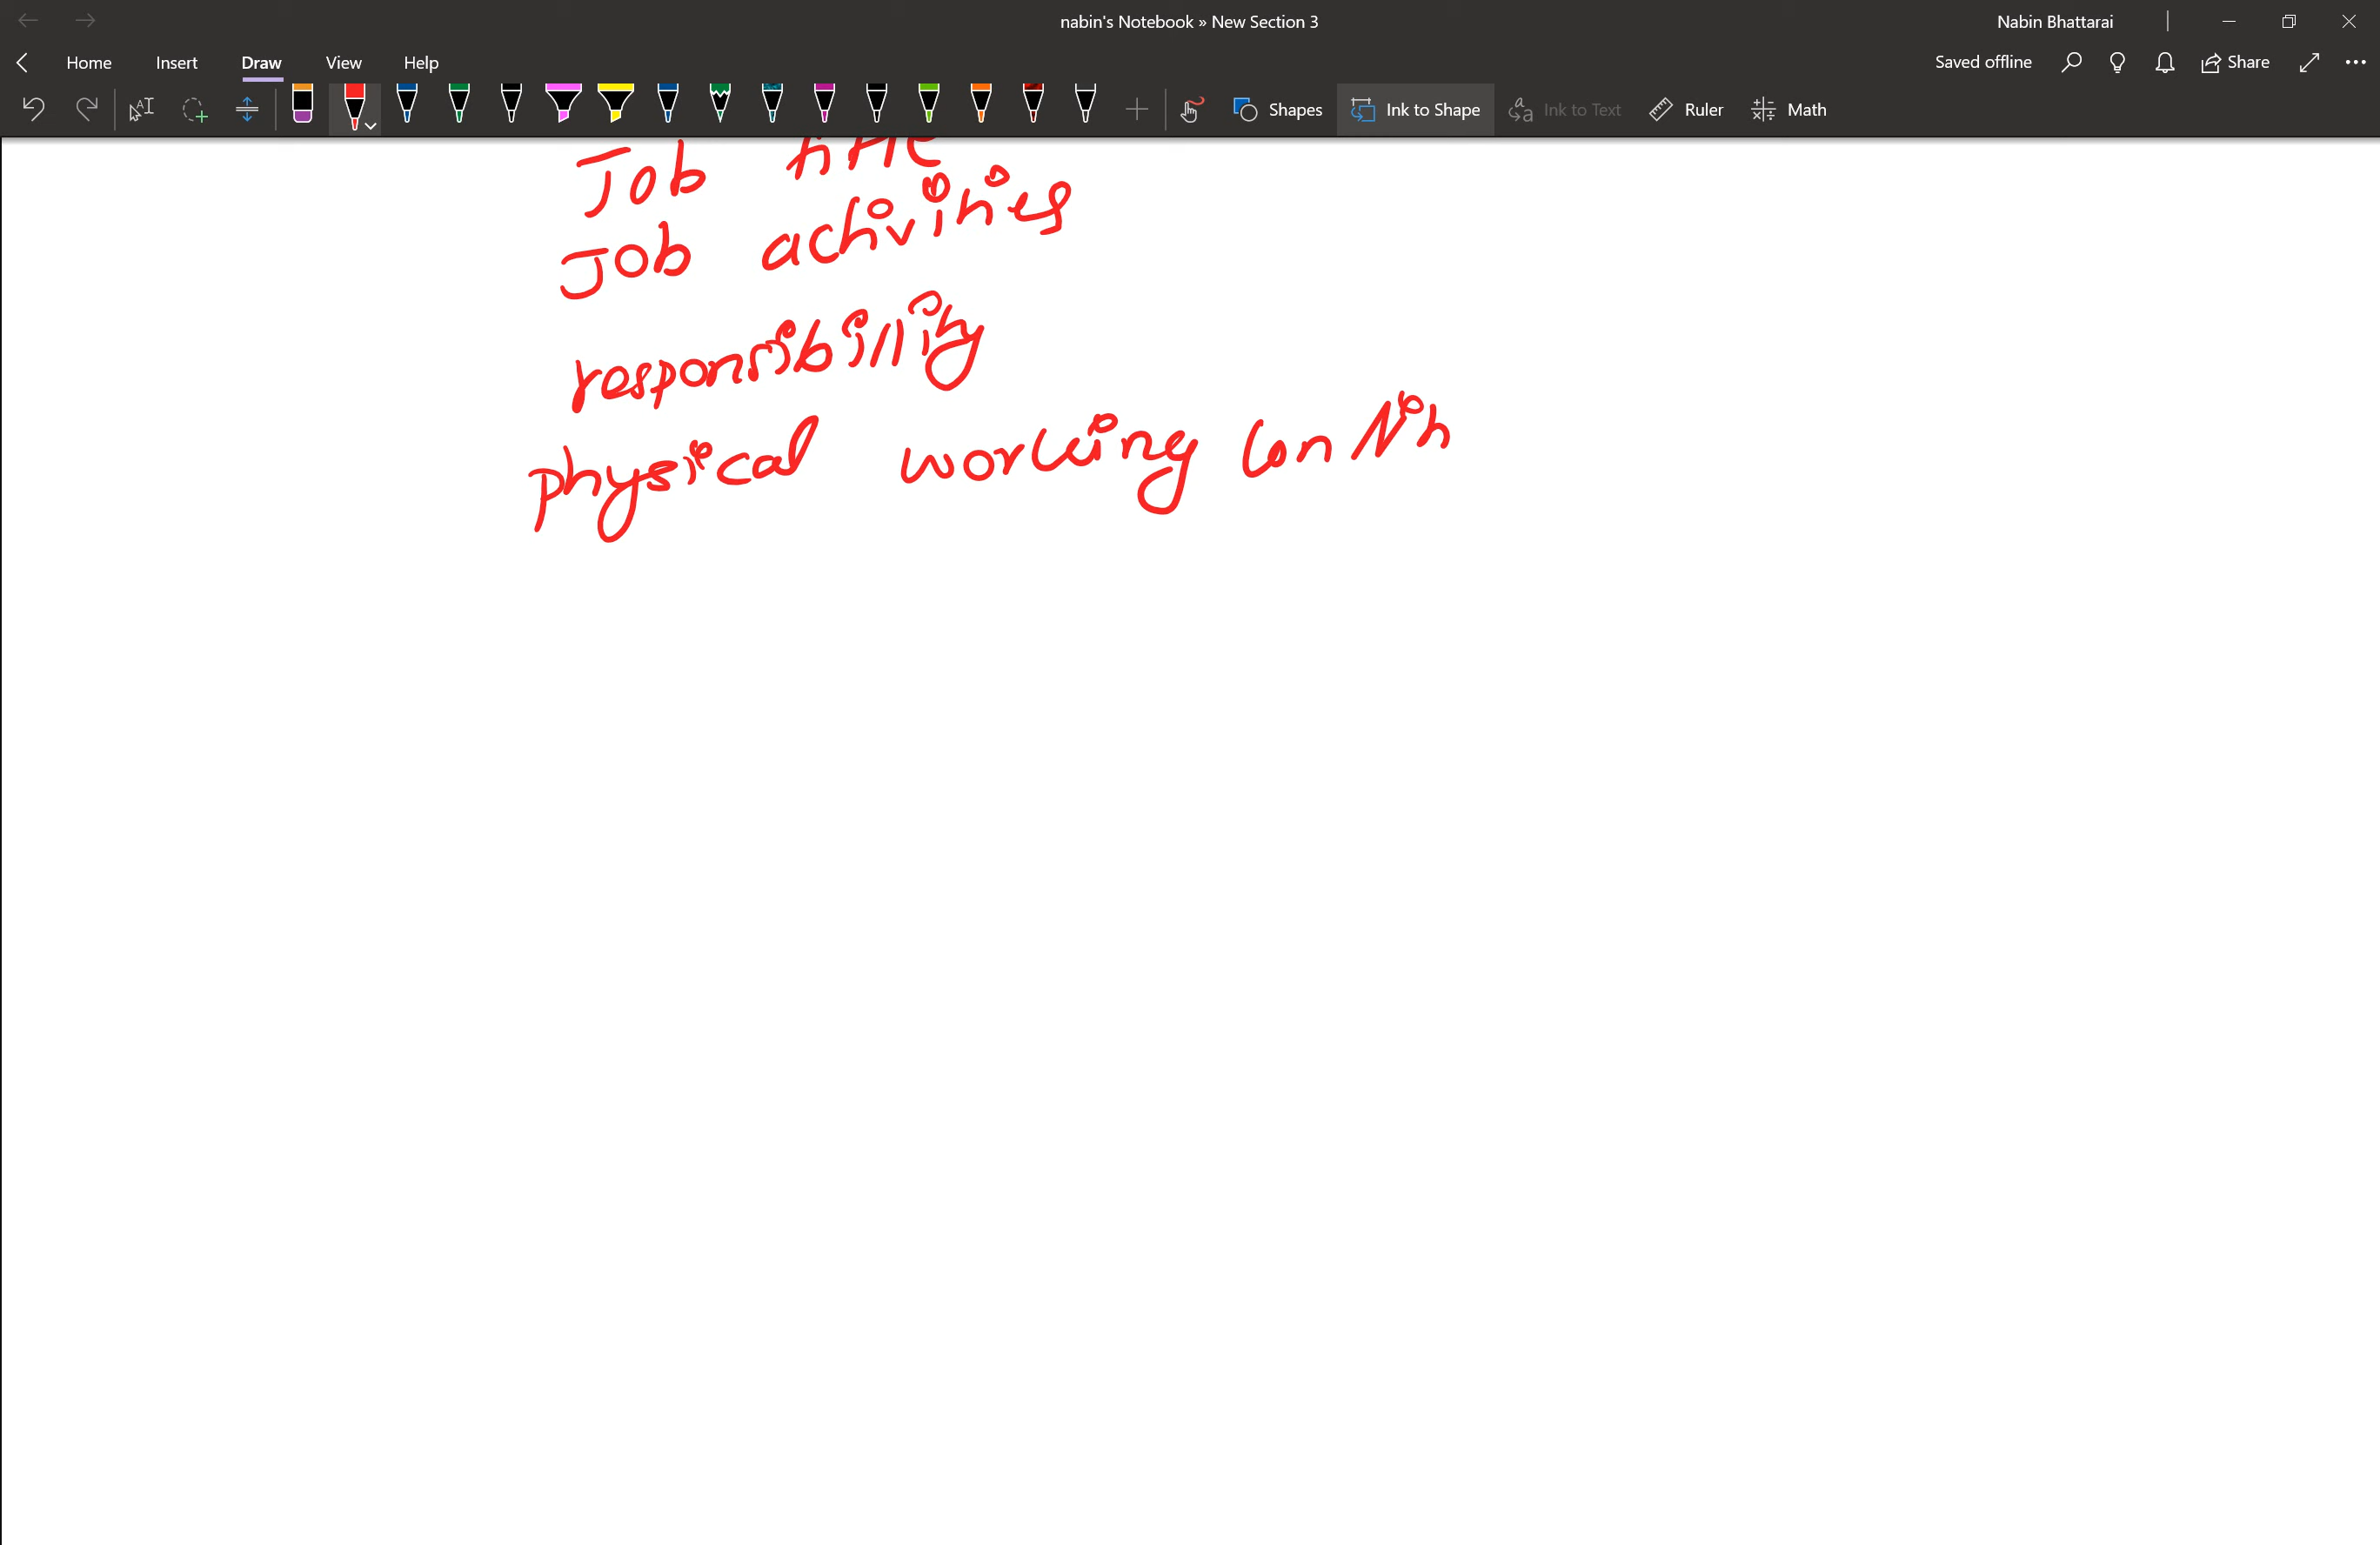 nabin's Notebook » New Section 3
Nabin Bhattarai
Home Insert Draw View Help
Saved offline
Share
Shapes
Ink to Shape
Ink to Text
Ruler
Math
Job title
Job activities
responsibility
physical working